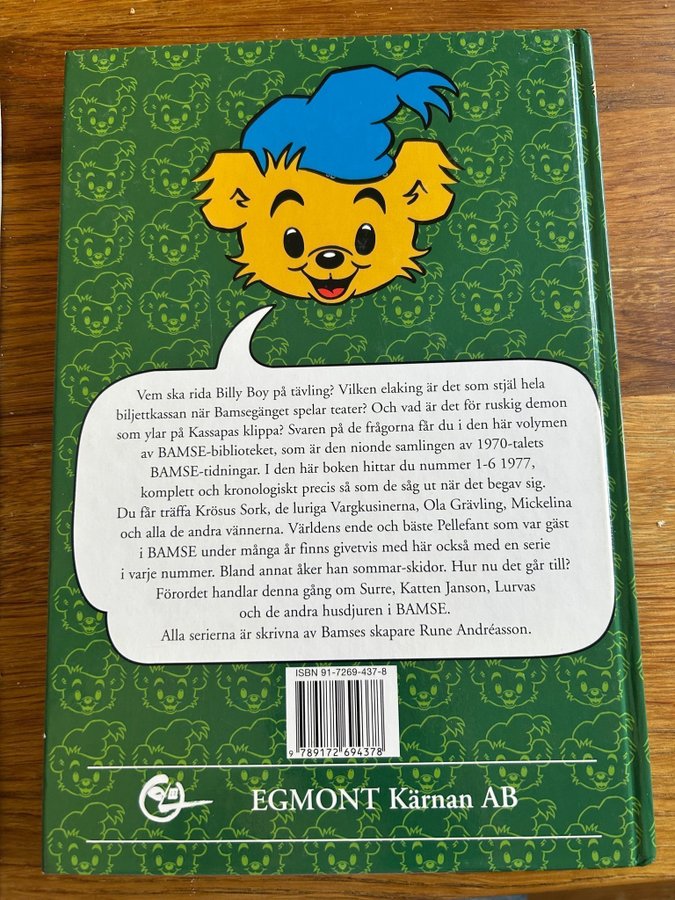 Vem ska rida Billy Boy på tävling? Vilken elaking är det som stjäl hela
biljettkassan när Bamsegänget spelar teater? Och vad är det för ruskig demon
som ylar på Kassapas klippa? Svaren på de frågorna får du i den här volymen
av BAMSE-biblioteket, som är den nionde samlingen av 1970-talets
BAMSE-tidningar. I den här boken hittar du nummer 1-6 1977,
komplett och kronologiskt precis så som de såg ut när det begav sig.
Du får träffa Krösus Sork, de luriga Vargkusinerna, Ola Grävling, Mickelina
och alla de andra vännerna. Världens ende och bäste Pellefant som var gäst
i BAMSE under många år finns givetvis med här också med en serie
i varje nummer. Bland annat åker han sommar-skidor. Hur nu det går till?
Förordet handlar denna gång om Surre, Katten Janson, Lurvas
och de andra husdjuren i BAMSE.
Alla serierna är skrivna av Bamses skapare Rune Andréasson.
ISBN 91-7269-437-8
9 789172 694378
EGMONT Kärnan AB